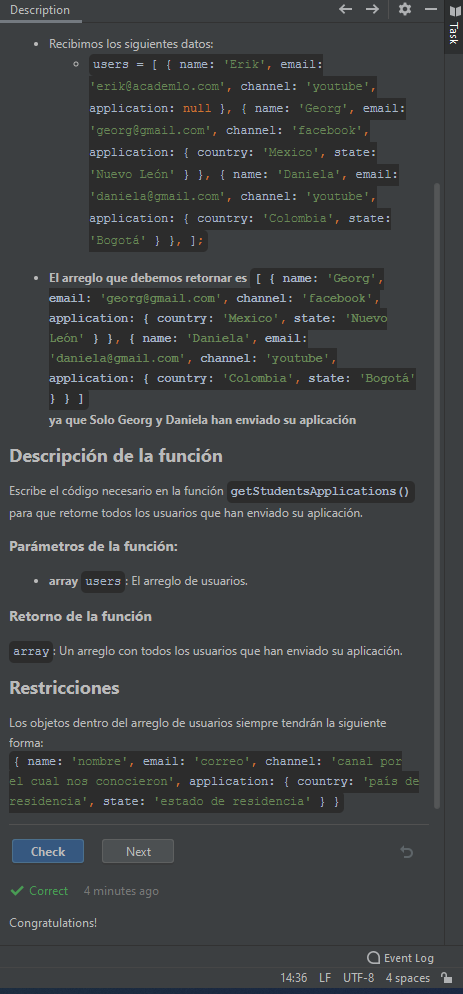 Description
Task
Recibimos los siguientes datos:
users = [ { name: 'Erik', email:
'erik@academlo.com', channel: 'youtube',
application: null }, { name: 'Georg', email:
'georg@gmail.com', channel: 'facebook',
application: { country: 'Mexico', state:
'Nuevo León' } }, { name: 'Daniela', email:
'daniela@gmail.com', channel: 'youtube',
application: { country: 'Colombia', state:
'Bogotá' } }, ];
El arreglo que debemos retornar es [ { name: 'Georg',
email: 'georg@gmail.com', channel: 'facebook',
application: { country: 'Mexico', state: 'Nuevo
León' } }, { name: 'Daniela', email:
'daniela@gmail.com', channel: 'youtube',
application: { country: 'Colombia', state: 'Bogotá'
} } ]
ya que Solo Georg y Daniela han enviado su aplicación
Descripción de la función
Escribe el código necesario en la función getStudentsApplications()
para que retorne todos los usuarios que han enviado su aplicación.
Parámetros de la función:
array users : El arreglo de usuarios.
Retorno de la función
array : Un arreglo con todos los usuarios que han enviado su aplicación.
Restricciones
Los objetos dentro del arreglo de usuarios siempre tendrán la siguiente
forma:
{ name: 'nombre', email: 'correo', channel: 'canal por
el cual nos conocieron', application: { country: 'país de
residencia', state: 'estado de residencia' } }
Check Next
Correct 4 minutes ago
Congratulations!
Event Log
14:36 LF UTF-8 4 spaces